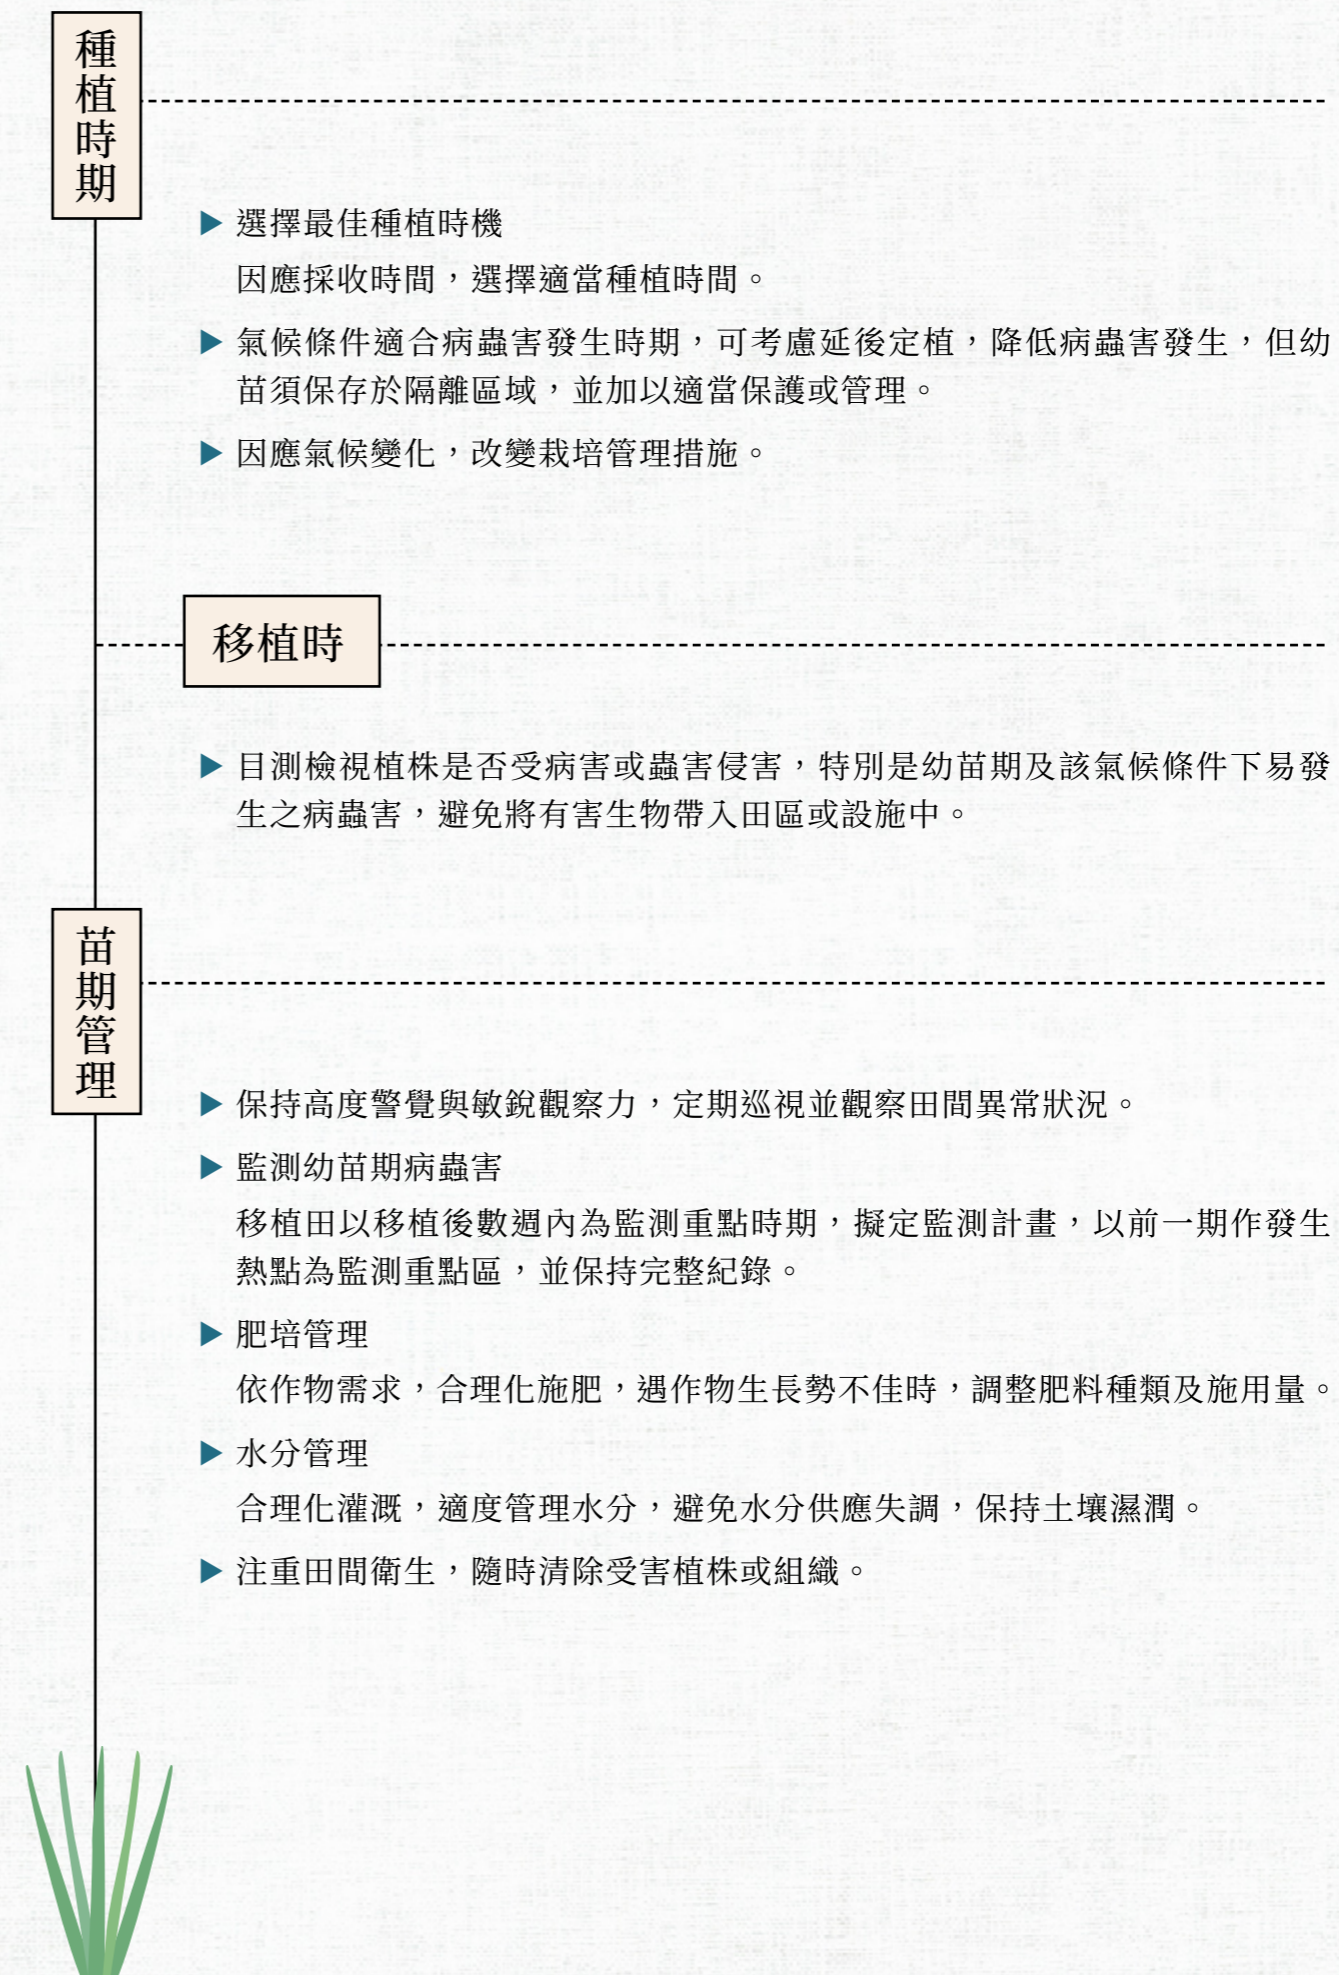 種植時期
▶ 選擇最佳種植時機
因應採收時間，選擇適當種植時間。
▶ 氣候條件適合病蟲害發生時期，可考慮延後定植，降低病蟲害發生，但幼
苗須保存於隔離區域，並加以適當保護或管理。
▶ 因應氣候變化，改變栽培管理措施。
移植時
▶ 目測檢視植株是否受病害或蟲害侵害，特別是幼苗期及該氣候條件下易發
生之病蟲害，避免將有害生物帶入田區或設施中。
苗期管理
▶ 保持高度警覺與敏銳觀察力，定期巡視並觀察田間異常狀況。
▶ 監測幼苗期病蟲害
移植田以移植後數週內為監測重點時期，擬定監測計畫，以前一期作發生
熱點為監測重點區，並保持完整紀錄。
▶ 肥培管理
依作物需求，合理化施肥，遇作物生長勢不佳時，調整肥料種類及施用量。
▶ 水分管理
合理化灌溉，適度管理水分，避免水分供應失調，保持土壤濕潤。
▶ 注重田間衛生，隨時清除受害植株或組織。